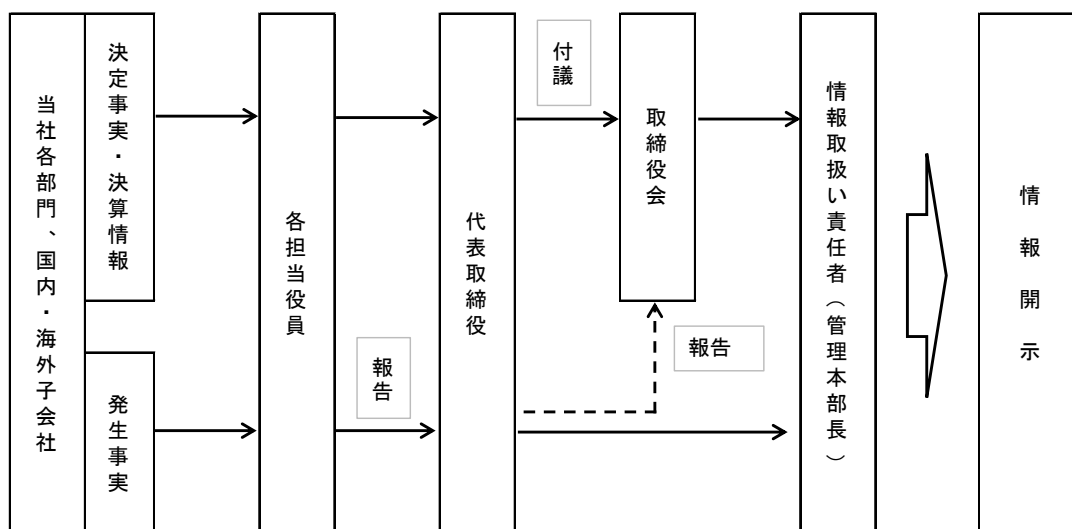 当社各部門、国内・海外子会社
決定事実・決算情報
発生事実
各担当役員
報告
代表取締役
付議
取締役会
報告
情報取扱い責任者（管理本部長）
情報開示